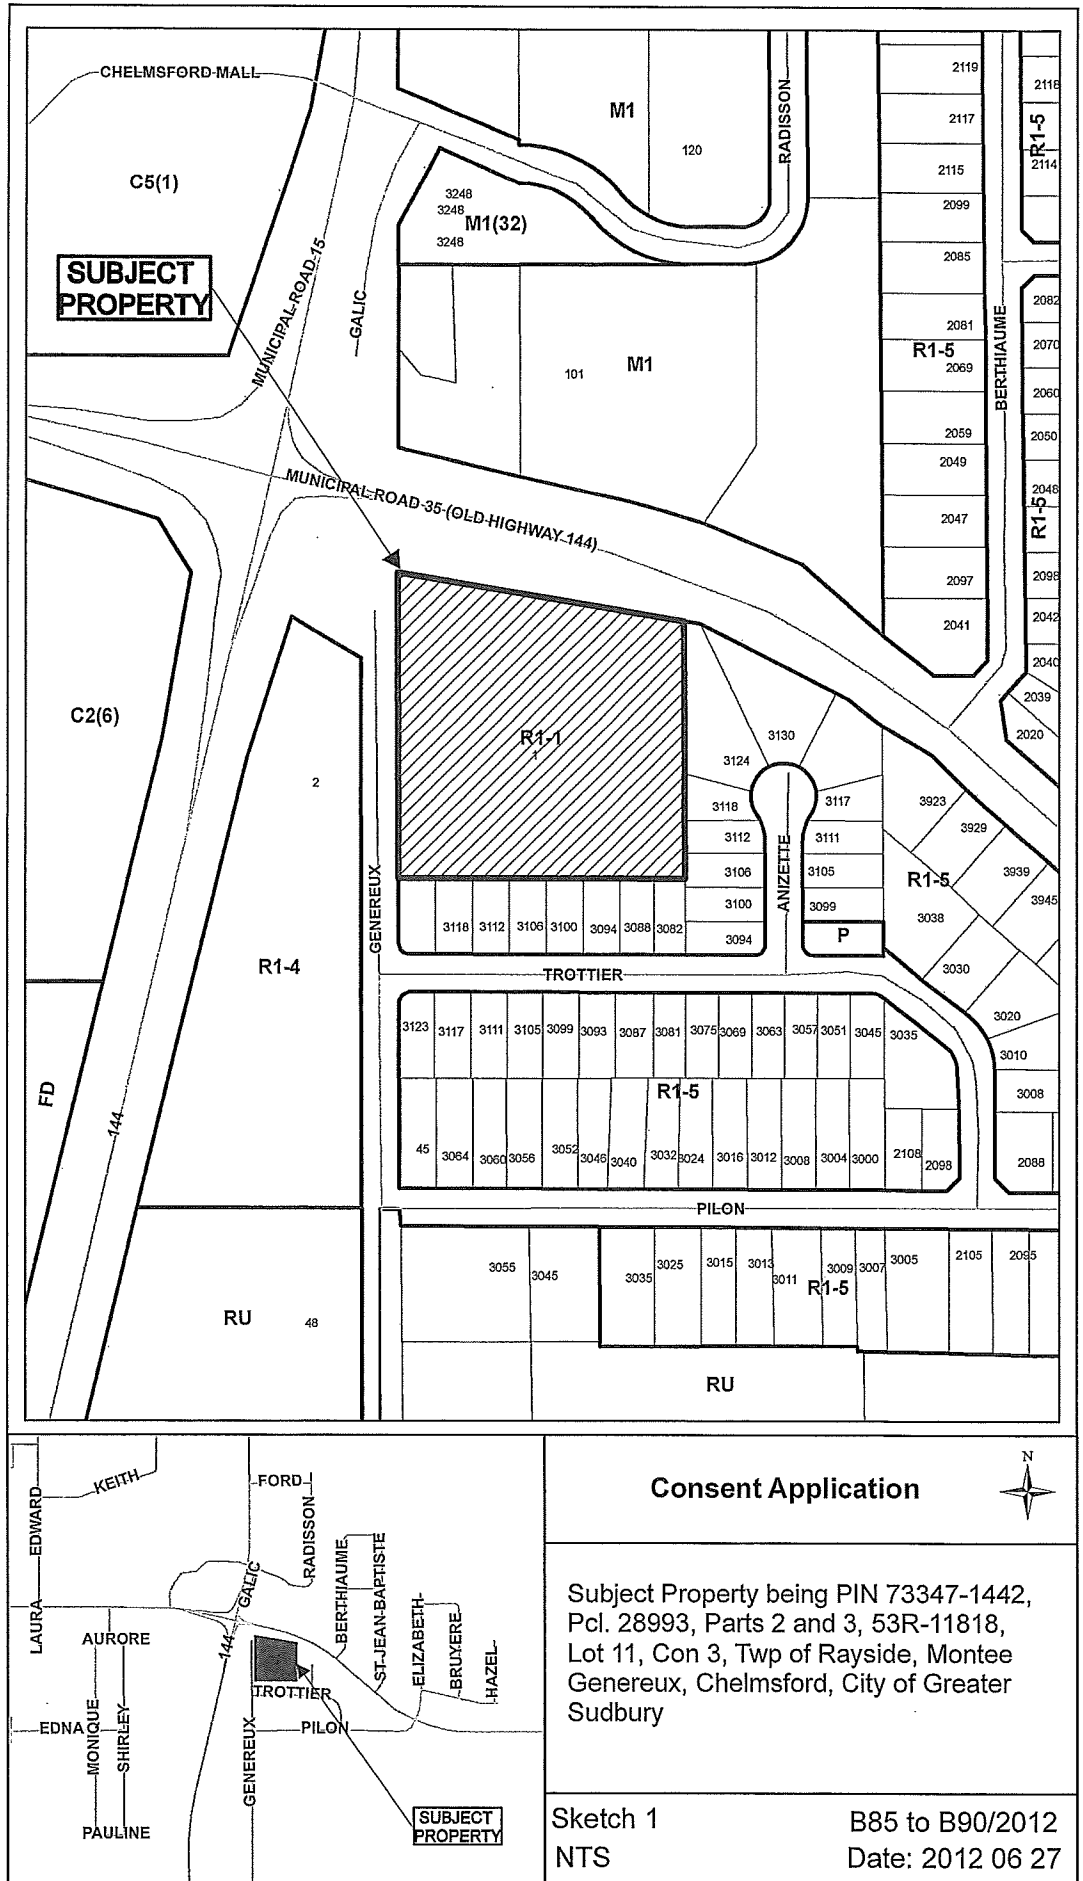 CHELMSFORD MALL
C5(1)
M1
120
RADISSON
2119
2117
2115
2099
2085
2081
R1-5
2069
2059
2049
2047
2097
2041
2118
R1-5
2114
BERTHIAUME
2082
2070
2060
2050
2048
R1-5
2098
2042
2040
2039
2020
3248
3248
3248
M1(32)
SUBJECT
PROPERTY
MUNICIPAL ROAD 15
GALIC
101
M1
MUNICIPAL ROAD 35 (OLD HIGHWAY 144)
C2(6)
R1-1
1
2
3130
3124
3118
3112
3106
3100
3094
3117
3111
3105
3099
ANIZETTE
P
3923
3929
3939
3945
R1-5
3038
3030
3020
3010
3008
2088
GENEREUX
3118
3112
3106
3100
3094
3088
3082
TROTTIER
R1-4
3123
3117
3111
3105
3099
3093
3087
3081
3075
3069
3063
3057
3051
3045
3035
R1-5
FD
144
45
3064
3060
3056
3052
3046
3040
3032
3024
3016
3012
3008
3004
3000
2108
2098
PILON
RU
48
3055
3045
3035
3025
3015
3013
3011
3009
3007
3005
2105
2095
R1-5
RU
KEITH
EDWARD
LAURA
FORD
RADISSON
GALIC
BERTHIAUME
ST-JEAN-BAPTISTE
ELIZABETH
BRUYERE
HAZEL
AURORE
144
TROTTIER
EDNA
MONIQUE
SHIRLEY
PILON
GENEREUX
PAULINE
SUBJECT
PROPERTY
Consent Application
N
Subject Property being PIN 73347-1442,
Pcl. 28993, Parts 2 and 3, 53R-11818,
Lot 11, Con 3, Twp of Rayside, Montee
Genereux, Chelmsford, City of Greater
Sudbury
Sketch 1
B85 to B90/2012
NTS
Date: 2012 06 27